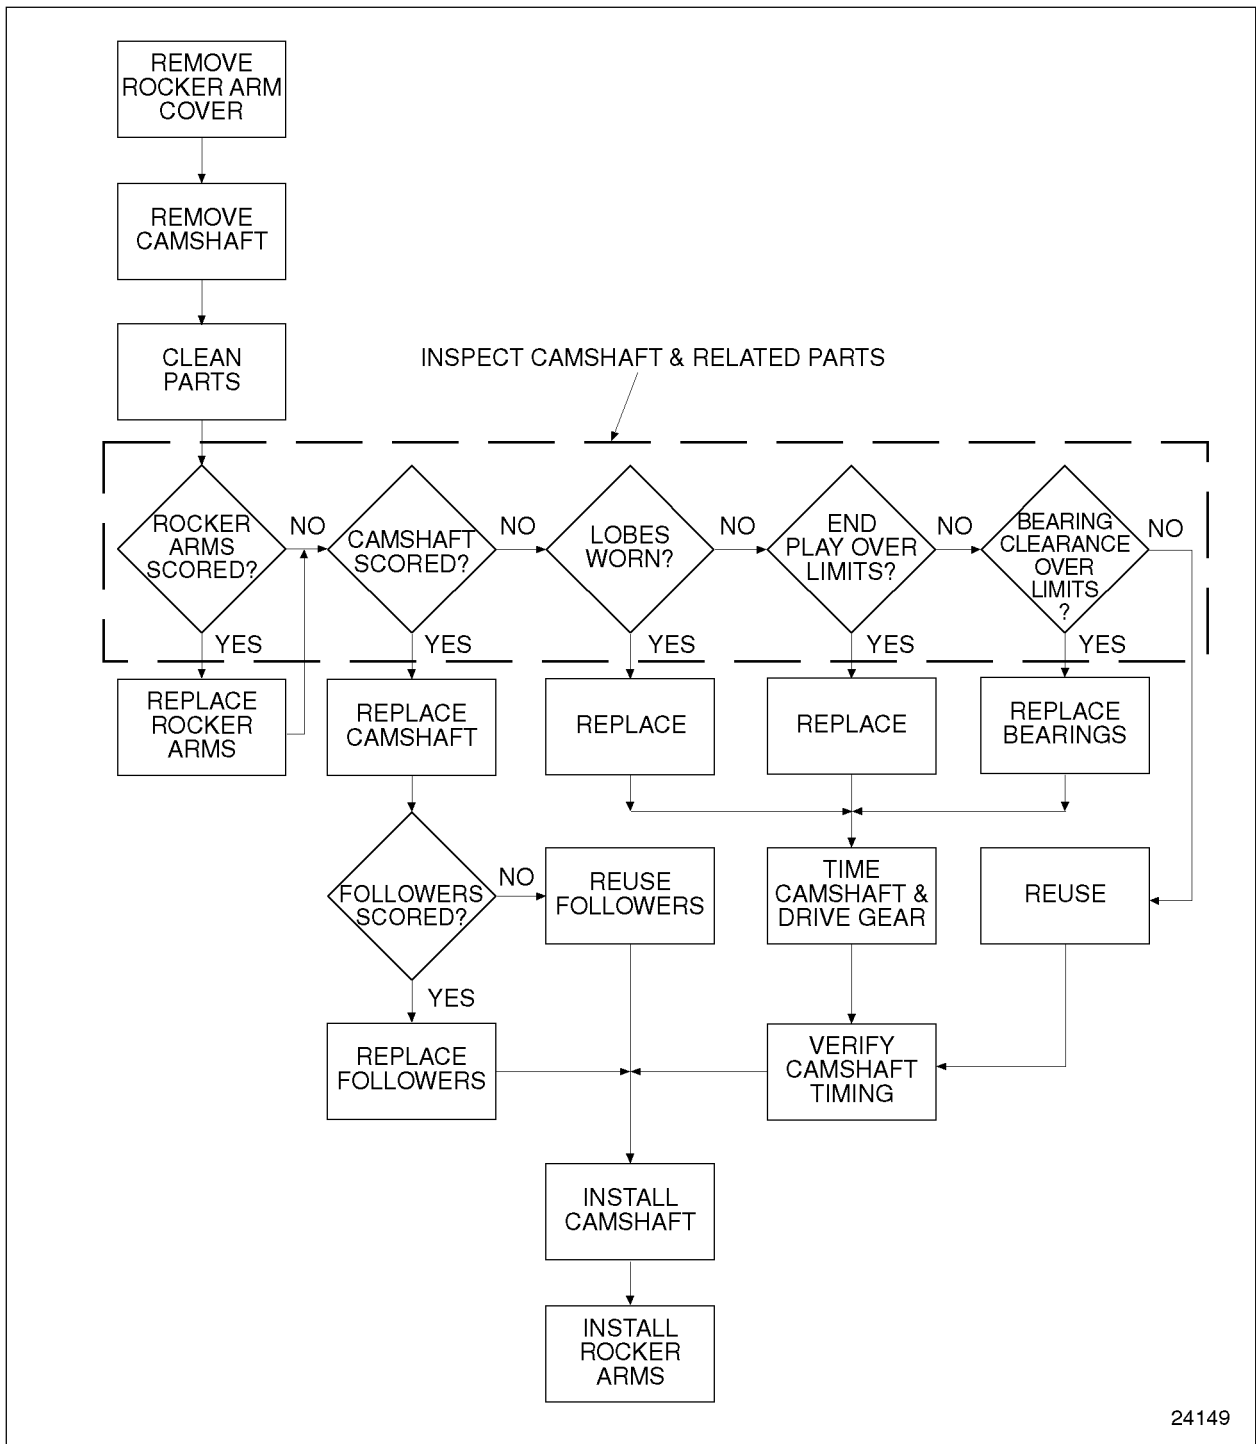 REMOVE
ROCKER ARM
COVER
REMOVE
CAMSHAFT
CLEAN
PARTS
INSPECT CAMSHAFT & RELATED PARTS
ROCKER
ARMS
SCORED?
NO
CAMSHAFT
SCORED?
NO
LOBES
WORN?
NO
END
PLAY OVER
LIMITS?
NO
BEARING
CLEARANCE
OVER
LIMITS
?
NO
YES
YES
YES
YES
YES
REPLACE
ROCKER
ARMS
REPLACE
CAMSHAFT
REPLACE
REPLACE
REPLACE
BEARINGS
FOLLOWERS
SCORED?
NO
REUSE
FOLLOWERS
TIME
CAMSHAFT &
DRIVE GEAR
REUSE
YES
REPLACE
FOLLOWERS
VERIFY
CAMSHAFT
TIMING
INSTALL
CAMSHAFT
INSTALL
ROCKER
ARMS
24149